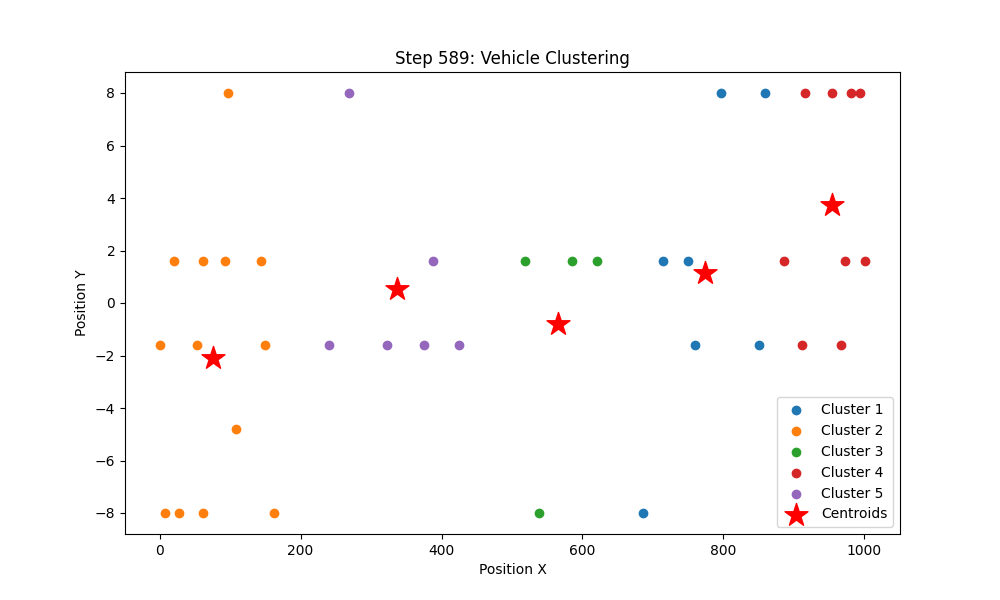 Step 589: Vehicle Clustering
8
6
4
2
0
−2
−4
−6
−8
Position Y
0
200
400
600
800
1000
Position X
Cluster 1
Cluster 2
Cluster 3
Cluster 4
Cluster 5
Centroids